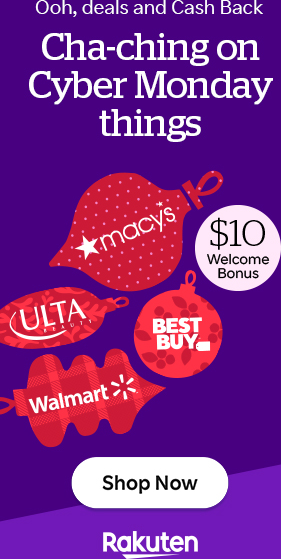 Ooh, deals and Cash Back
Cha-ching on
Cyber Monday
things
macy's
$10
Welcome
Bonus
ULTA
BEAUTY
BEST
BUY
Walmart
Shop Now
Rakuten